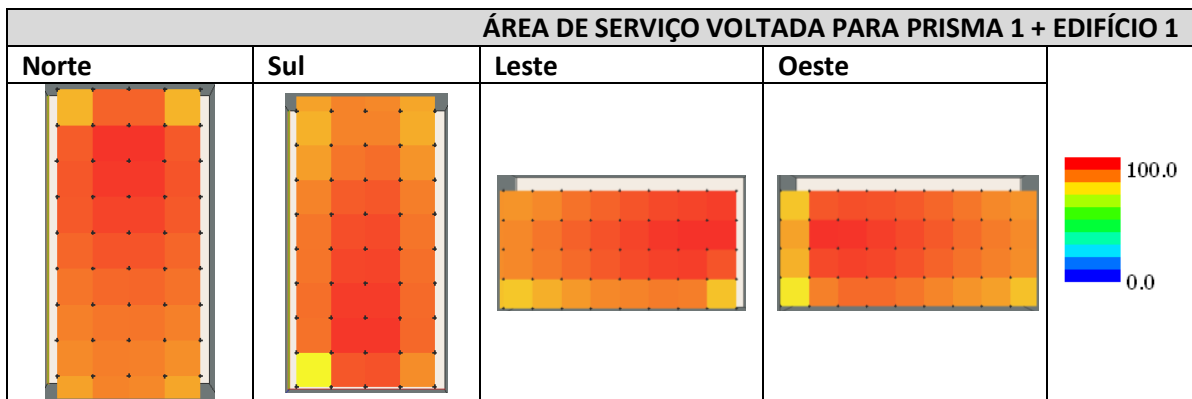 ÁREA DE SERVIÇO VOLTADA PARA PRISMA 1 + EDIFÍCIO 1
Norte Sul Leste Oeste
100.0
0.0